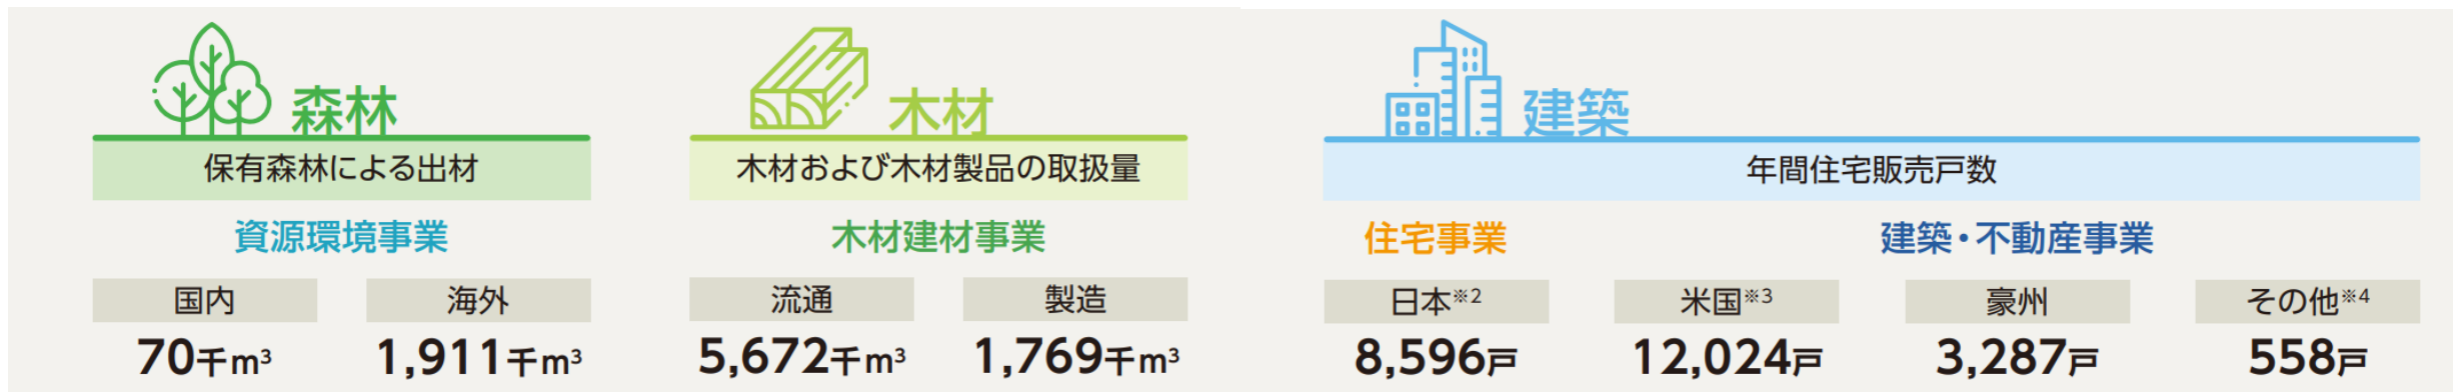 森林
保有森林による出材
資源環境事業
国内
70千m³
海外
1,911千m³
木材
木材および木材製品の取扱量
木材建材事業
流通
5,672千m³
製造
1,769千m³
建築
年間住宅販売戸数
住宅事業
日本※2
8,596戸
建築・不動産事業
米国※3
12,024戸
豪州
3,287戸
その他※4
558戸